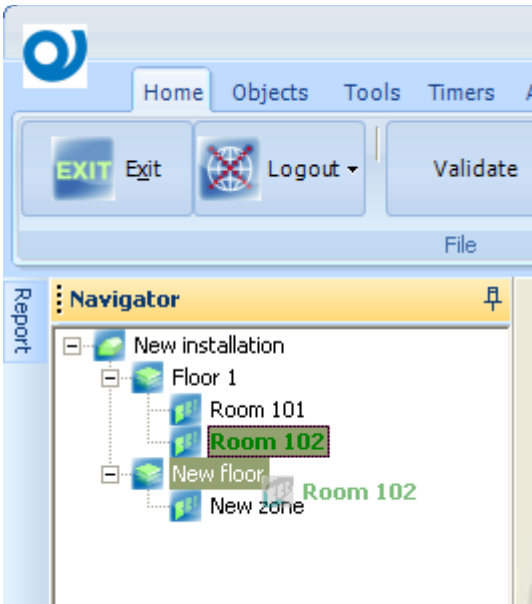 Home Objects Tools Timers
EXIT Exit Logout Validate
File
Report
Navigator
New installation
Floor 1
Room 101
Room 102
New floor
Room 102
New zone